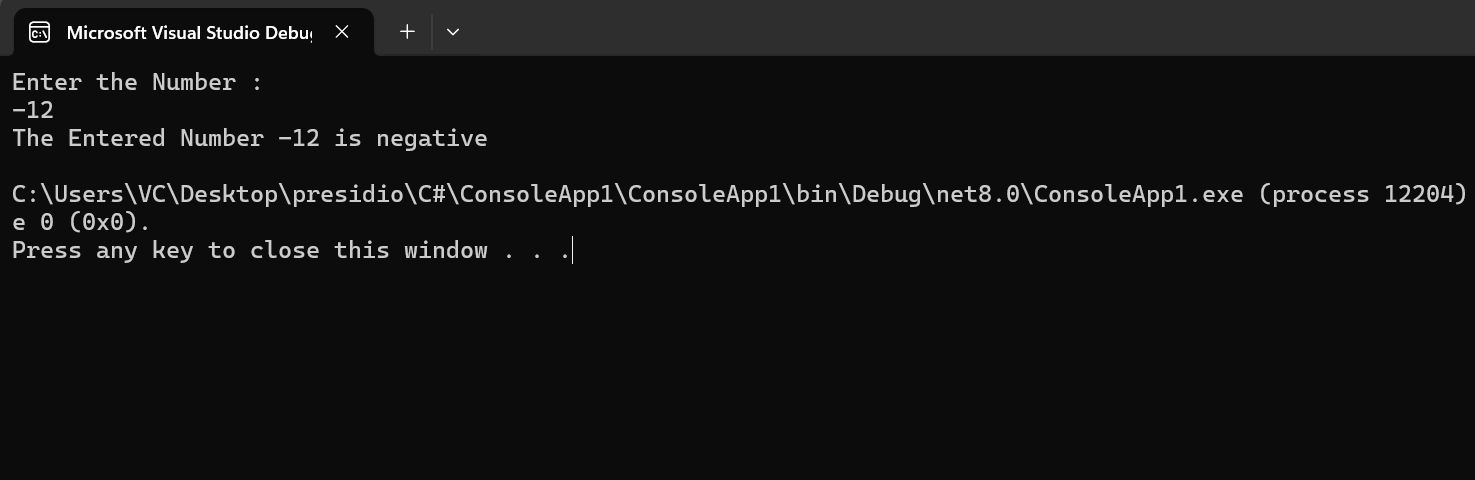 Microsoft Visual Studio Debu
Enter the Number :
-12
The Entered Number -12 is negative
C:\Users\VC\Desktop\presidio\C#\ConsoleApp1\ConsoleApp1\bin\Debug\net8.0\ConsoleApp1.exe (process 12204)
e 0 (0x0).
Press any key to close this window . . .